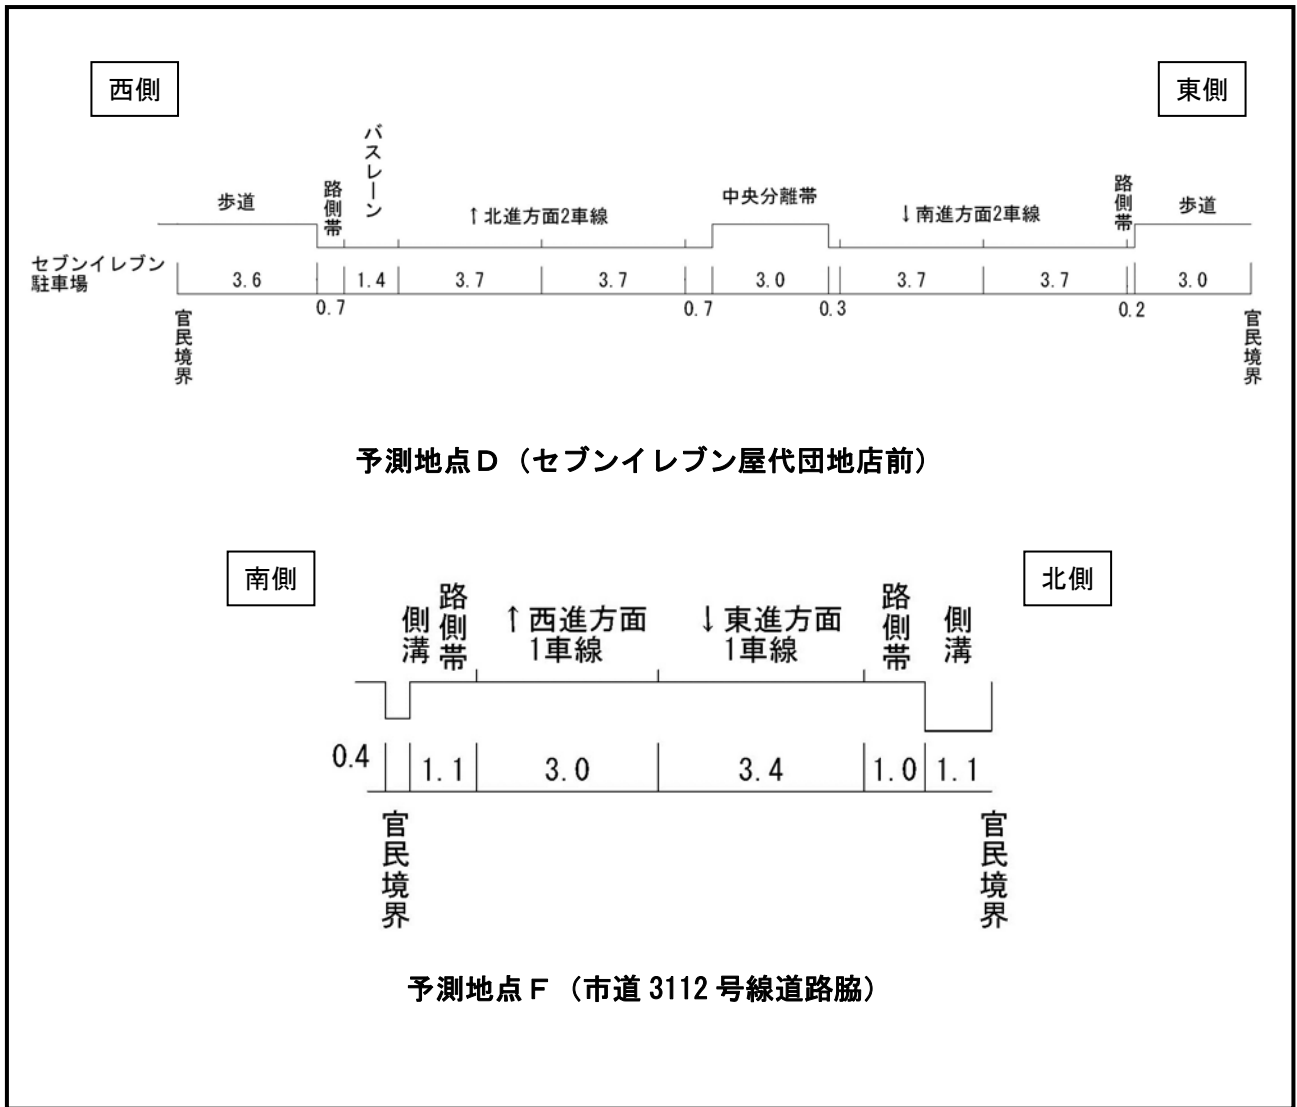 西側
東側
バスレーン
路側帯
路側帯
歩道
↑北進方面2車線
中央分離帯
↓南進方面2車線
歩道
セブンイレブン
駐車場
3.6
1.4
3.7
3.7
3.0
3.7
3.7
3.0
0.7
0.7
0.3
0.2
官民境界
官民境界
予測地点D（セブンイレブン屋代団地店前）
南側
北側
側溝
路側帯
↑西進方面
1車線
↓東進方面
1車線
路側帯
側溝
0.4
1.1
3.0
3.4
1.0
1.1
官民境界
官民境界
予測地点F（市道3112号線道路脇）